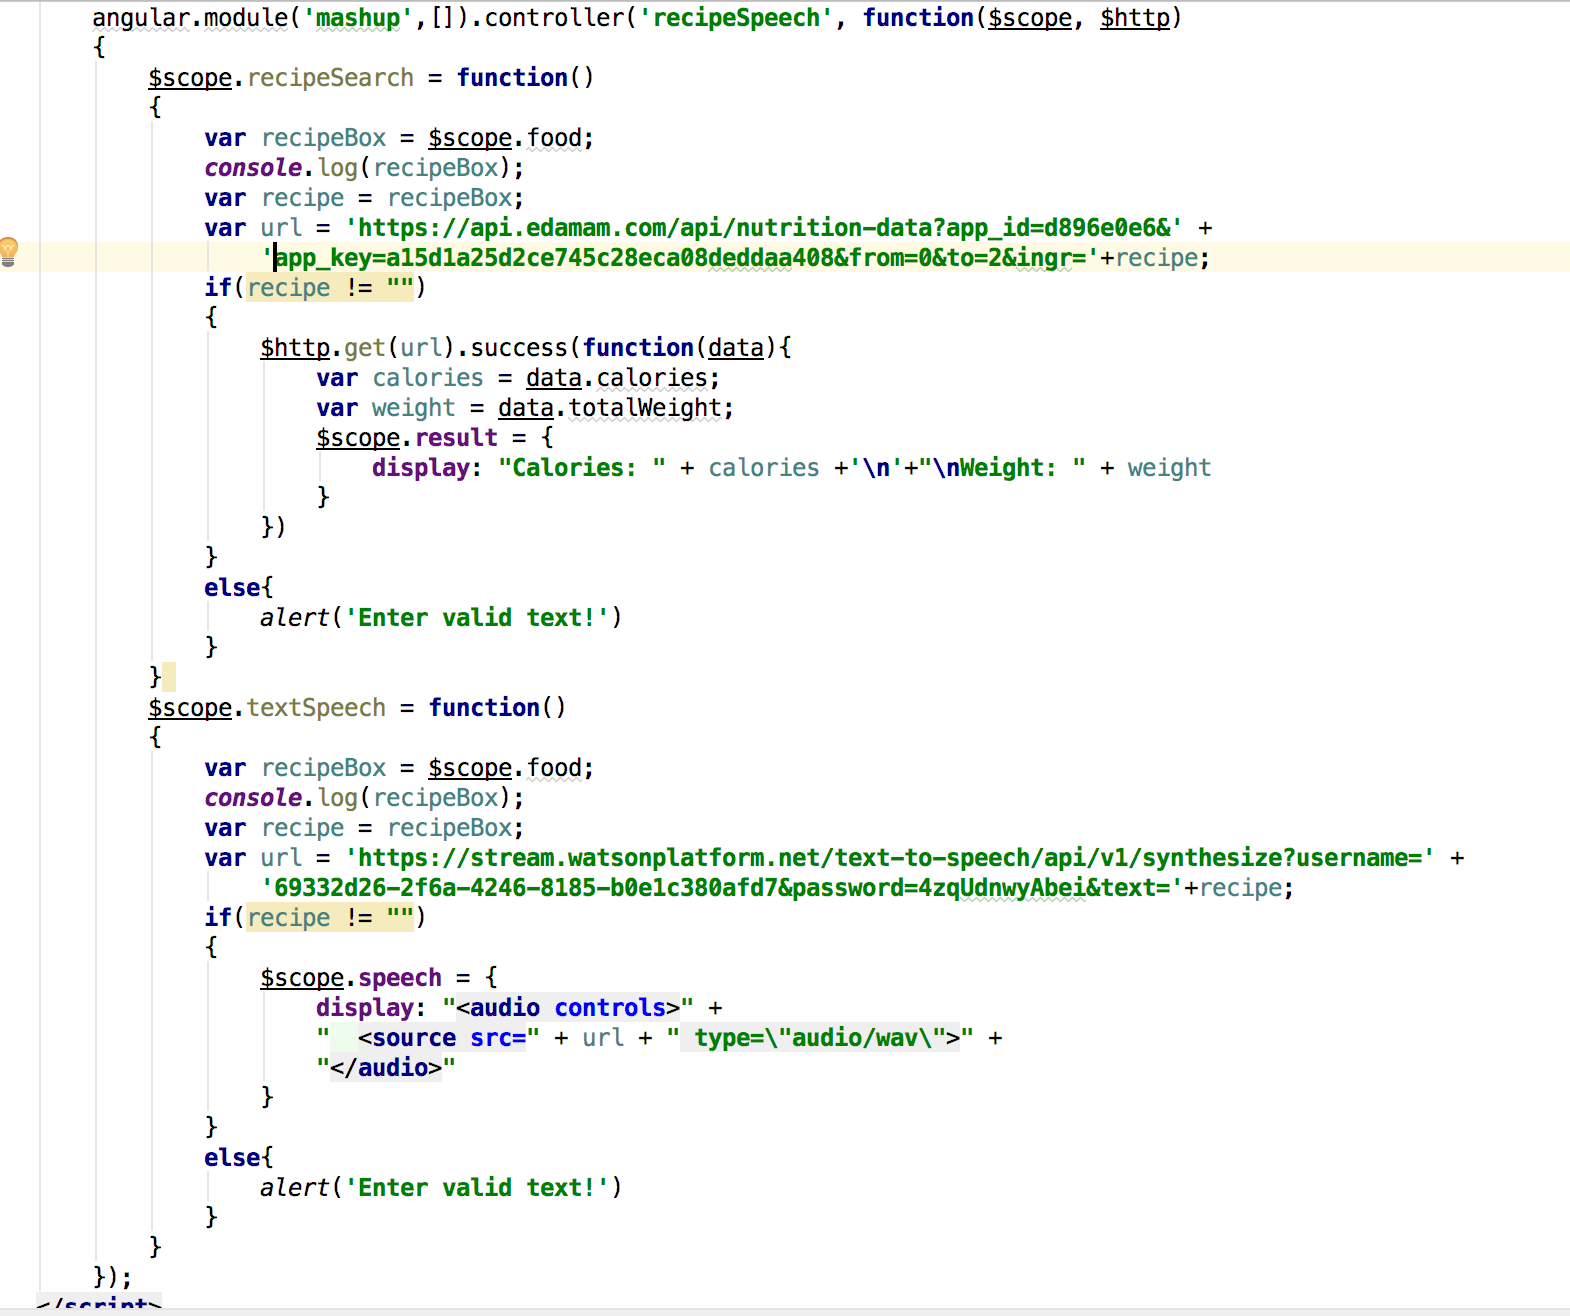 angular.module('mashup',[]).controller('recipeSpeech', function($scope, $http)
{
$scope.recipeSearch = function()
{
var recipeBox = $scope.food;
console.log(recipeBox);
var recipe = recipeBox;
var url = 'https://api.edamam.com/api/nutrition-data?app_id=d896e0e6&' +
'app_key=a15d1a25d2ce745c28eca08deddaa408&from=0&to=2&ingr='+recipe;
if(recipe != "")
{
$http.get(url).success(function(data){
var calories = data.calories;
var weight = data.totalWeight;
$scope.result = {
display: "Calories: " + calories +'\n'+"\nWeight: " + weight
}
})
}
else{
alert('Enter valid text!')
}
}
$scope.textSpeech = function()
{
var recipeBox = $scope.food;
console.log(recipeBox);
var recipe = recipeBox;
var url = 'https://stream.watsonplatform.net/text-to-speech/api/v1/synthesize?username=' +
'69332d26-2f6a-4246-8185-b0e1c380afd7&password=4zqUdnwyAbei&text='+recipe;
if(recipe != "")
{
$scope.speech = {
display: "<audio controls>" +
"  <source src=" + url + " type=\"audio/wav\">" +
"</audio>"
}
}
else{
alert('Enter valid text!')
}
}
});
</script>